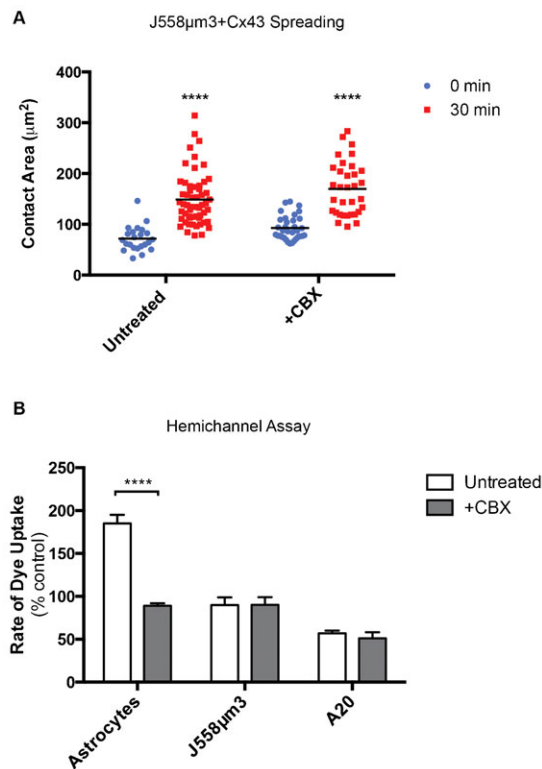 A
J558µm3+Cx43 Spreading
Contact Area (µm²)
400
300
200
100
0
****
****
0 min
30 min
Untreated
+CBX
B
Hemichannel Assay
Rate of Dye Uptake
(% control)
250
200
150
100
50
0
****
Untreated
+CBX
Astrocytes
J558µm3
A20